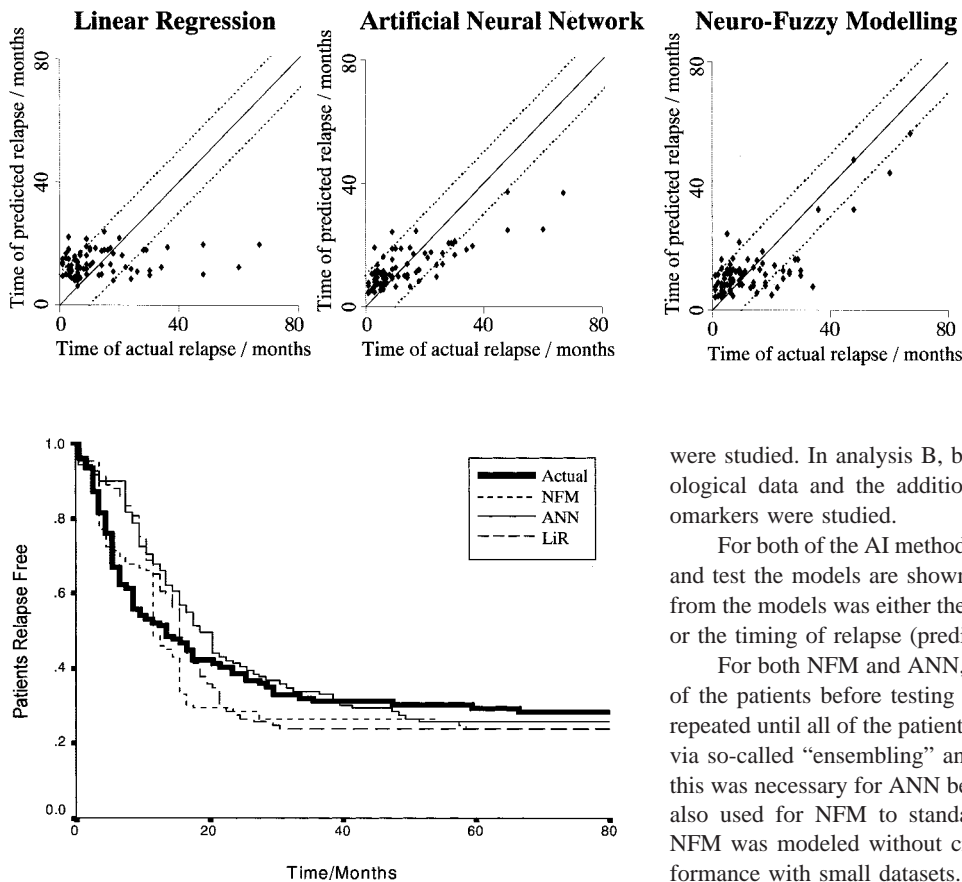 Linear Regression
Artificial Neural Network
Neuro-Fuzzy Modelling
Time of predicted relapse / months
80
40
0
0 40 80
Time of actual relapse / months
Time of predicted relapse / months
80
40
0
0 40 80
Time of actual relapse / months
Time of predicted relapse / months
80
40
0
0 40 80
Time of actual relapse / months
Patients Relapse Free
1.0
.8
.6
.4
.2
0.0
0 20 40 60 80
Time/Months
Actual
NFM
ANN
LiR
were studied. In analysis B, b
ological data and the addition
omarkers were studied.
For both of the AI method
and test the models are shown
from the models was either the
or the timing of relapse (predi
For both NFM and ANN,
of the patients before testing
repeated until all of the patient
via so-called “ensembling” an
this was necessary for ANN be
also used for NFM to standa
NFM was modeled without c
formance with small datasets.